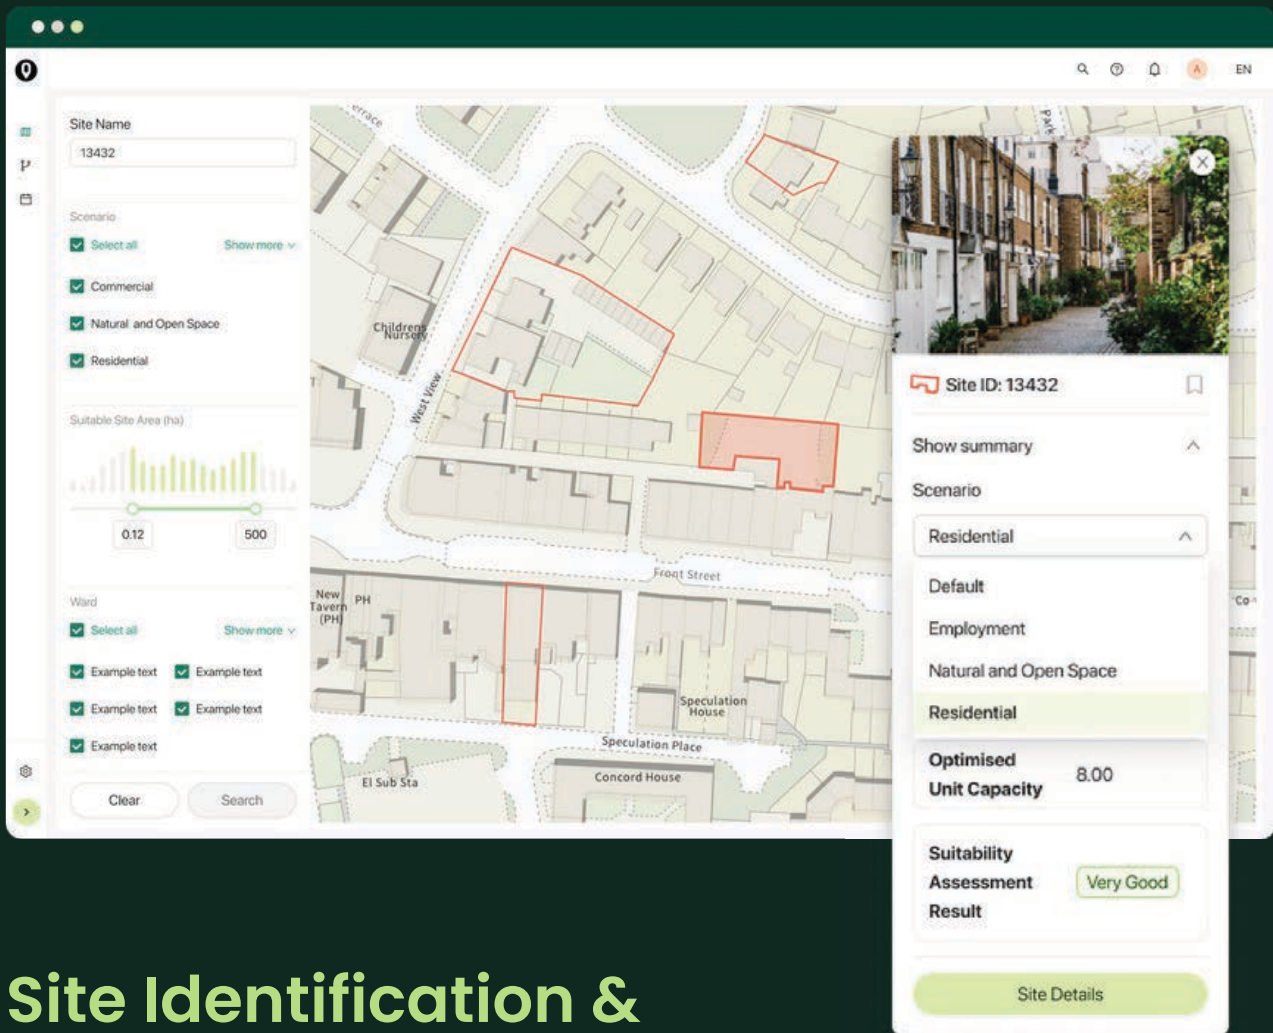 A
EN
Site Name
13432
Scenario
Select all
Show more
Commercial
Natural and Open Space
Residential
Suitable Site Area (ha)
0.12
500
Ward
Select all
Show more
Example text
Example text
Example text
Example text
Example text
Clear
Search
Childrens
Nursery
West View
Front Street
New
Tavern
(PH)
PH
Speculation
House
Speculation Place
El Sub Sta
Concord House
Site ID: 13432
Show summary
Scenario
Residential
Default
Employment
Natural and Open Space
Residential
Optimised
Unit Capacity
8.00
Suitability
Assessment
Result
Very Good
Site Details
Site Identification &